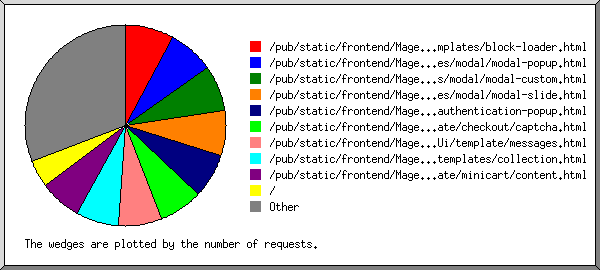 /pub/static/frontend/Mage...mplates/block-loader.html
/pub/static/frontend/Mage...es/modal/modal-popup.html
/pub/static/frontend/Mage...s/modal/modal-custom.html
/pub/static/frontend/Mage...es/modal/modal-slide.html
/pub/static/frontend/Mage...authentication-popup.html
/pub/static/frontend/Mage...ate/checkout/captcha.html
/pub/static/frontend/Mage...Ui/template/messages.html
/pub/static/frontend/Mage...templates/collection.html
/pub/static/frontend/Mage...ate/minicart/content.html
/
Other
The wedges are plotted by the number of requests.